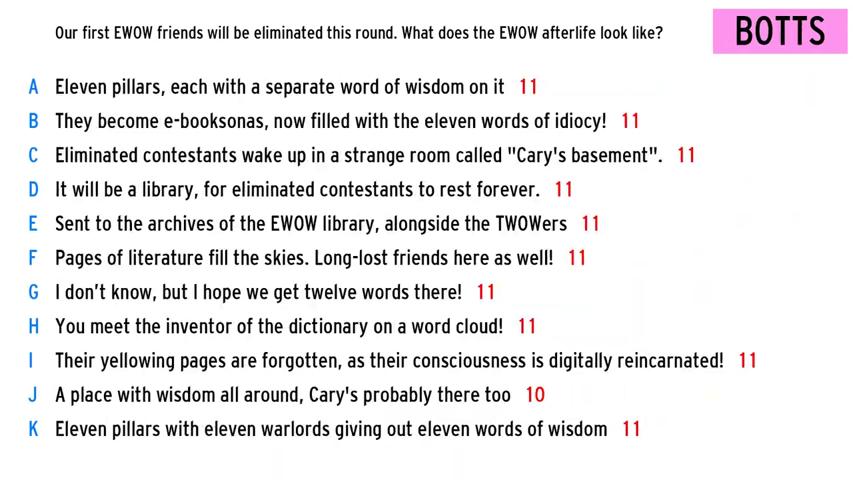 Our first EWOW friends will be eliminated this round. What does the EWOW afterlife look like?
BOTTS
A Eleven pillars, each with a separate word of wisdom on it 11
B They become e-booksonas, now filled with the eleven words of idiocy! 11
C Eliminated contestants wake up in a strange room called "Cary's basement". 11
D It will be a library, for eliminated contestants to rest forever. 11
E Sent to the archives of the EWOW library, alongside the TWOWers 11
F Pages of literature fill the skies. Long-lost friends here as well! 11
G I don't know, but I hope we get twelve words there! 11
H You meet the inventor of the dictionary on a word cloud! 11
I Their yellowing pages are forgotten, as their consciousness is digitally reincarnated! 11
J A place with wisdom all around, Cary's probably there too 10
K Eleven pillars with eleven warlords giving out eleven words of wisdom 11